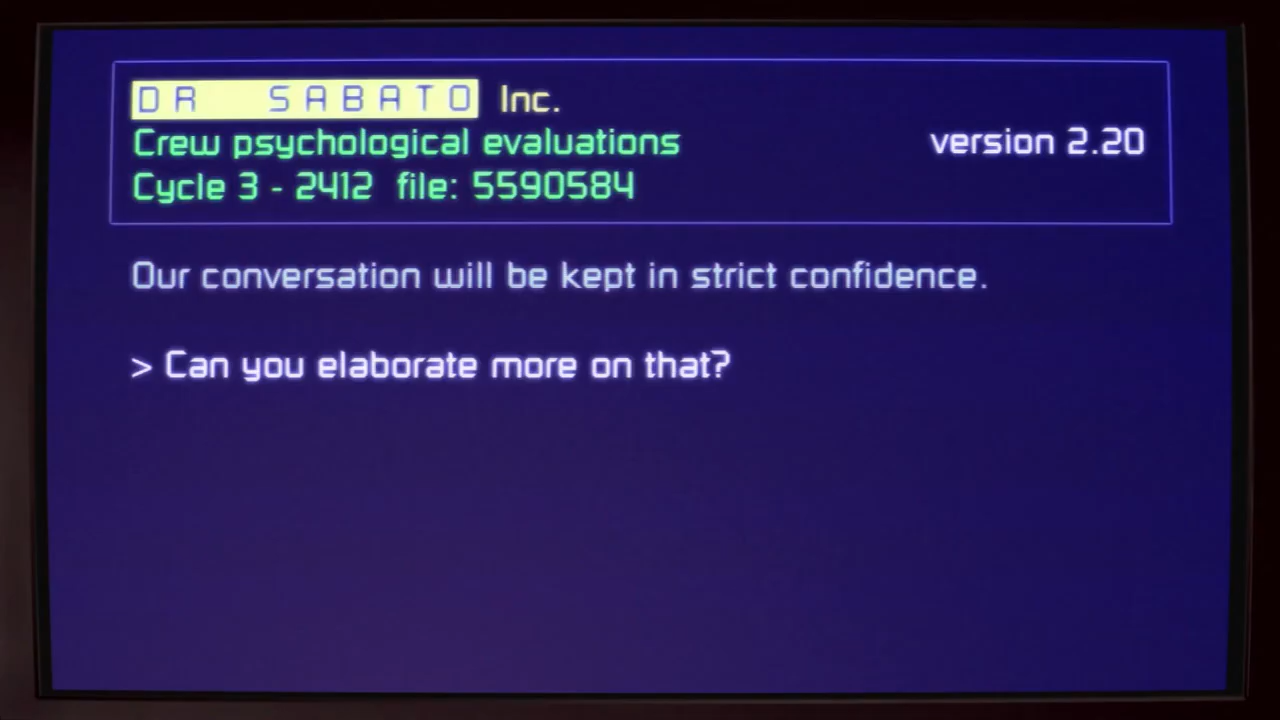 DR SABATO Inc.
Crew psychological evaluations version 2.20
Cycle 3 - 2412 file: 5590584
Our conversation will be kept in strict confidence.
> Can you elaborate more on that?